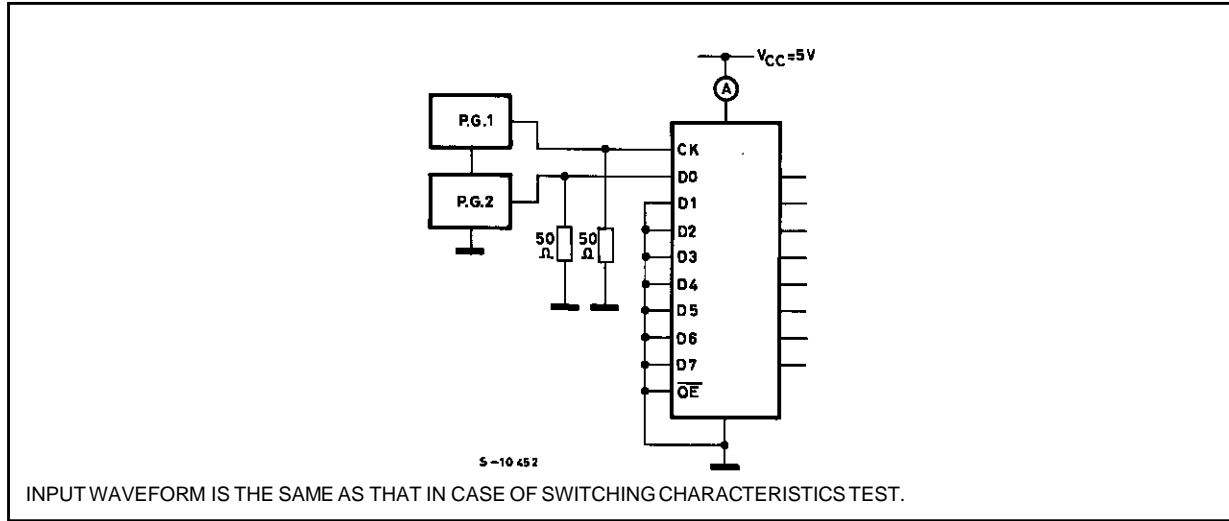 VCC=5V
A
P.G.1
CK
D0
P.G.2
D1
D2
50 Ω 50 Ω
D3
D4
D5
D6
D7
OE
S-10452
INPUT WAVEFORM IS THE SAME AS THAT IN CASE OF SWITCHING CHARACTERISTICS TEST.